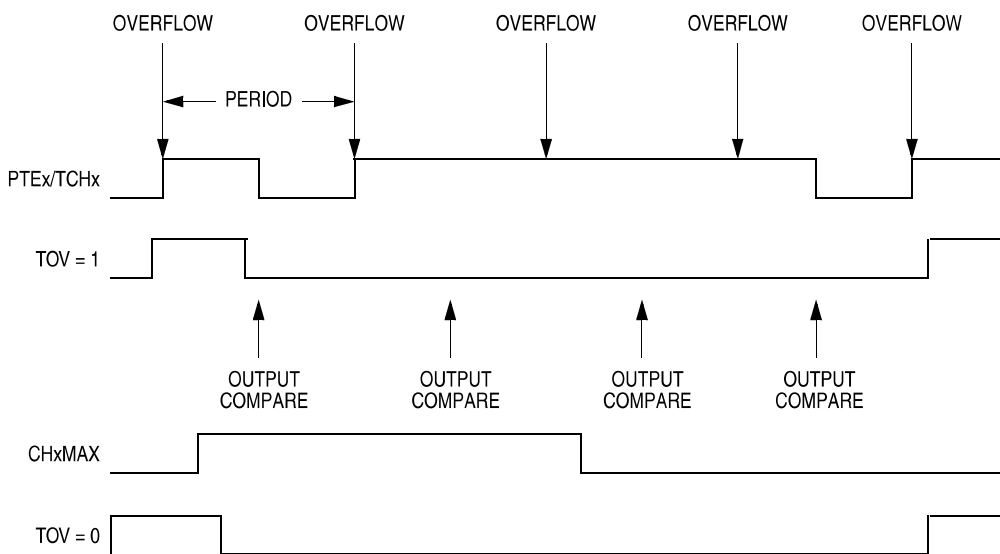 OVERFLOW OVERFLOW OVERFLOW OVERFLOW OVERFLOW
PERIOD
PTEx/TCHx
TOV = 1
OUTPUT COMPARE
OUTPUT COMPARE
OUTPUT COMPARE
OUTPUT COMPARE
CHxMAX
TOV = 0